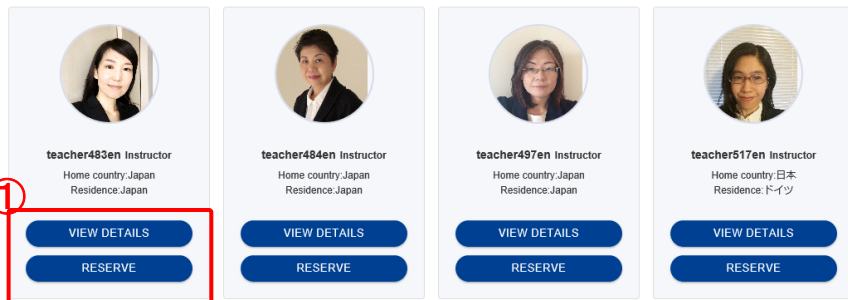 teacher483en Instructor
Home country:Japan
Residence:Japan
①
VIEW DETAILS
RESERVE
teacher484en Instructor
Home country:Japan
Residence:Japan
VIEW DETAILS
RESERVE
teacher497en Instructor
Home country:Japan
Residence:Japan
VIEW DETAILS
RESERVE
teacher517en Instructor
Home country:日本
Residence:ドイツ
VIEW DETAILS
RESERVE